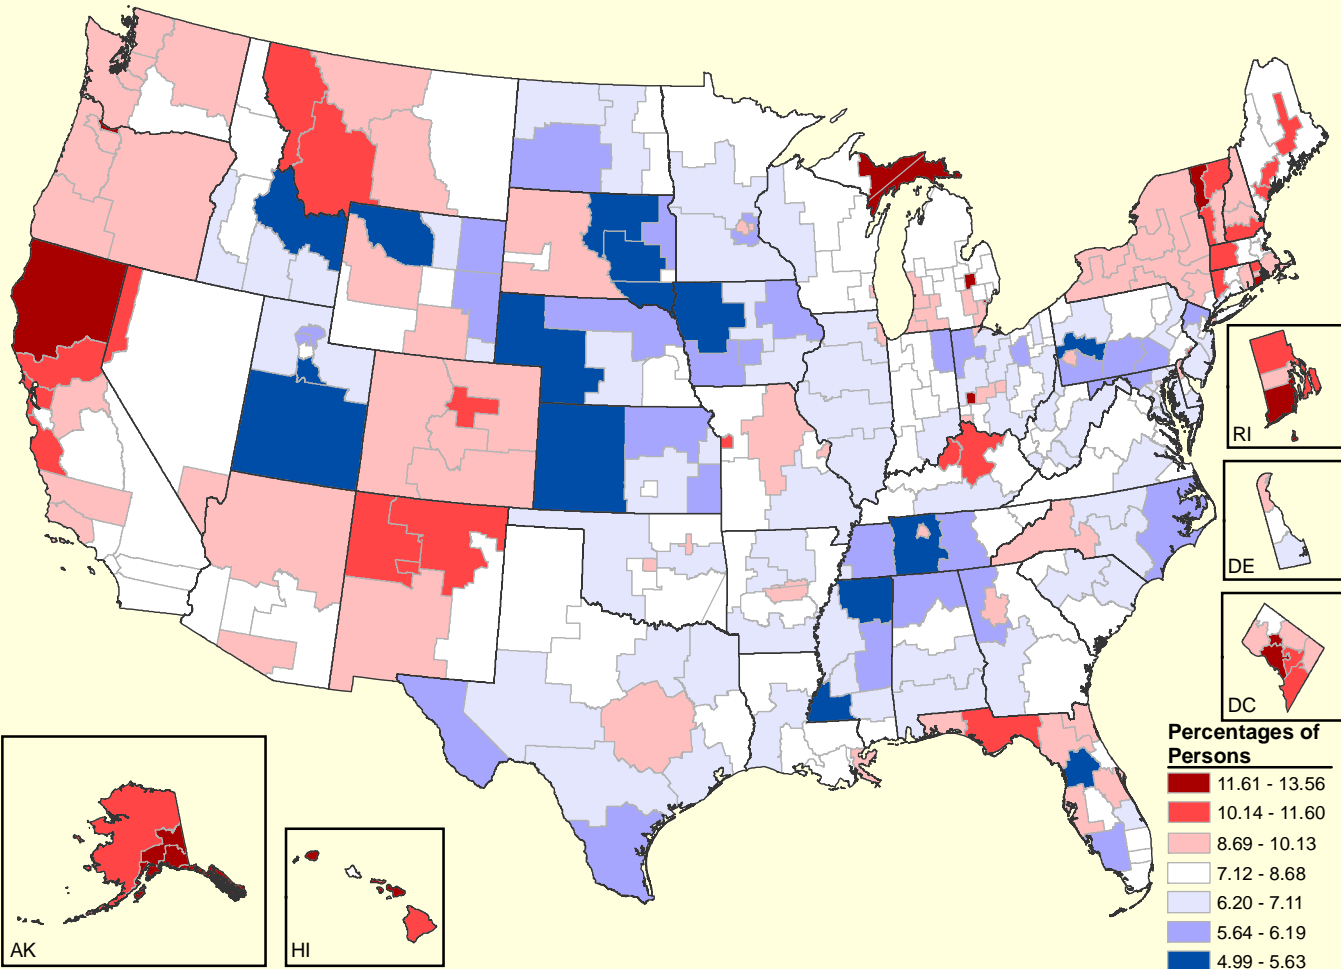 RI
DE
DC
AK
HI
Percentages of
Persons
11.61 - 13.56
10.14 - 11.60
8.69 - 10.13
7.12 - 8.68
6.20 - 7.11
5.64 - 6.19
4.99 - 5.63